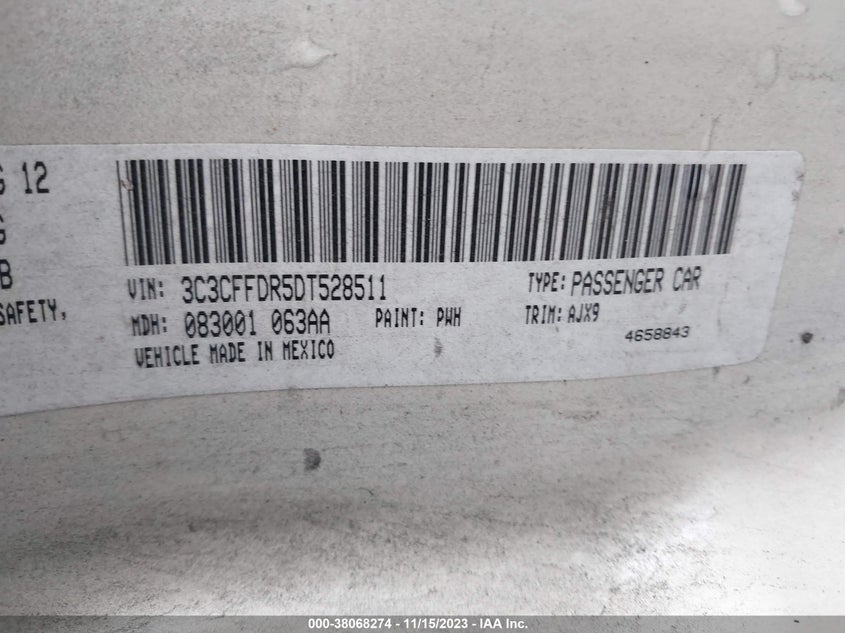 G 12
G
B
SAFETY,
VIN: 3C3CFFDR5DT528511 TYPE: PASSENGER CAR
MDH: 083001 063AA PAINT: PWH TRIM: AJX9
VEHICLE MADE IN MEXICO 4658843
000-38068274 - 11/15/2023 - IAA Inc.